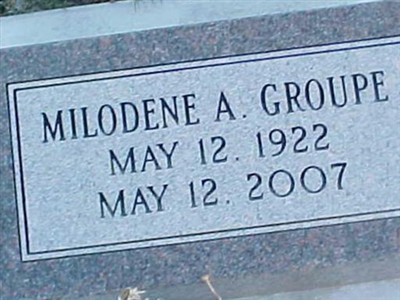 MILODENE A. GROUPE
MAY 12. 1922
MAY 12. 2007